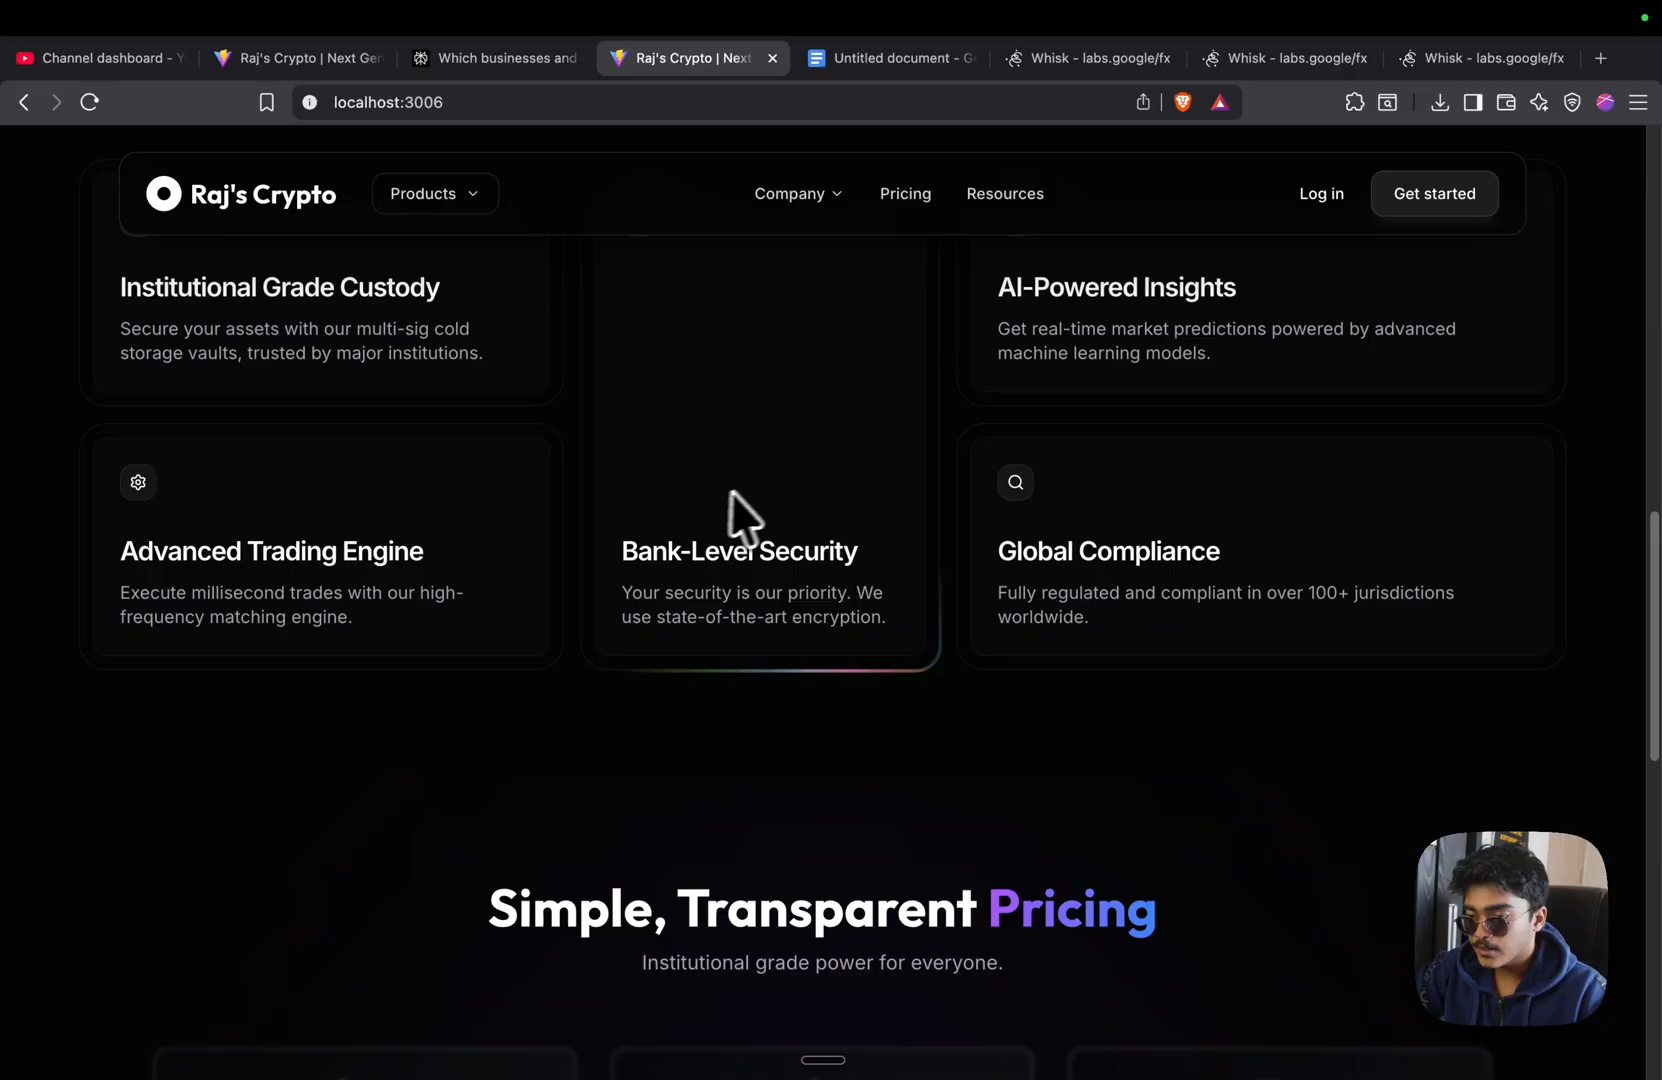 Channel dashboard - Y
Raj's Crypto | Next Gen
Which businesses and
Raj's Crypto | Next
Untitled document - Go
Whisk - labs.google/fx
Whisk - labs.google/fx
Whisk - labs.google/fx
localhost:3006
Raj's Crypto
Products
Company
Pricing
Resources
Log in
Get started
Institutional Grade Custody
Secure your assets with our multi-sig cold
storage vaults, trusted by major institutions.
AI-Powered Insights
Get real-time market predictions powered by advanced
machine learning models.
Advanced Trading Engine
Execute millisecond trades with our high-
frequency matching engine.
Bank-Level Security
Your security is our priority. We
use state-of-the-art encryption.
Global Compliance
Fully regulated and compliant in over 100+ jurisdictions
worldwide.
Simple, Transparent Pricing
Institutional grade power for everyone.